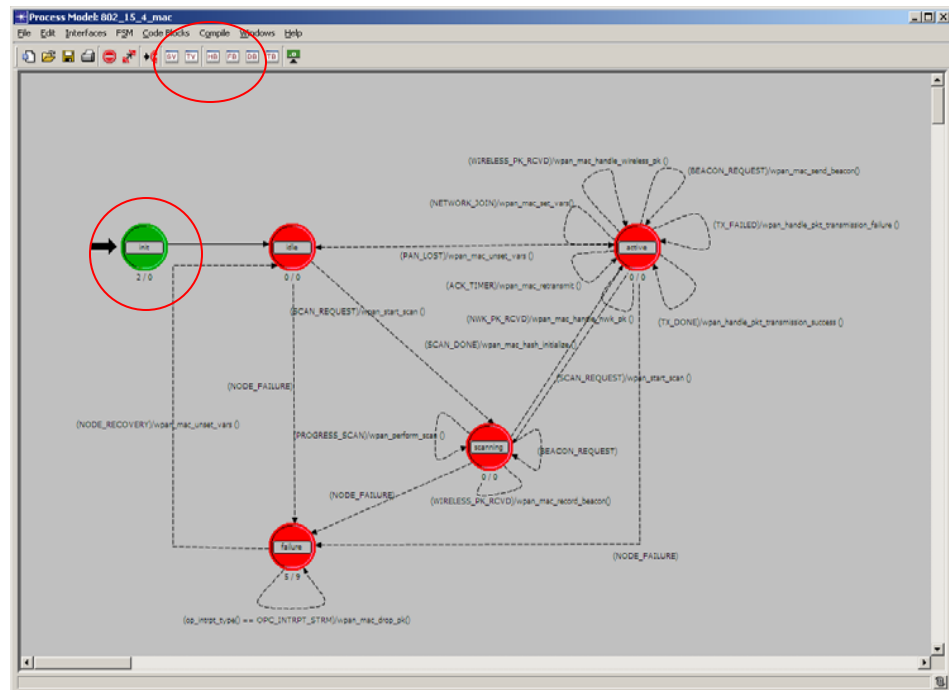 Process Model: 802_15_4_mac
File Edit Interfaces FSM Code Blocks Compile Windows Help
SV TV HB FB DB TB
(WIRELESS_PK_RCVD)/wpan_mac_handle_wireless_pk ()
(BEACON_REQUEST)/wpan_mac_send_beacon()
(NETWORK_JOIN)/wpan_mac_set_vars()
(TX_FAILED)/wpan_handle_pkt_transmission_failure ()
init
idle
active
2 / 0
0 / 0
0 / 0
(PAN_LOST)/wpan_mac_unset_vars ()
(ACK_TIMER)/wpan_mac_retransmit ()
(SCAN_REQUEST)/wpan_start_scan ()
(NWK_PK_RCVD)/wpan_mac_handle_nwk_pk ()
(TX_DONE)/wpan_handle_pkt_transmission_success ()
(SCAN_DONE)/wpan_mac_hash_initialize ()
(SCAN_REQUEST)/wpan_start_scan ()
(NODE_FAILURE)
(NODE_RECOVERY)/wpan_mac_unset_vars ()
(PROGRESS_SCAN)/wpan_perform_scan ()
scanning
(BEACON_REQUEST)
0 / 0
(NODE_FAILURE)
(WIRELESS_PK_RCVD)/wpan_mac_record_beacon()
failure
(NODE_FAILURE)
5 / 9
(op_intrpt_type() == OPC_INTRPT_STRM)/wpan_mac_drop_pk()